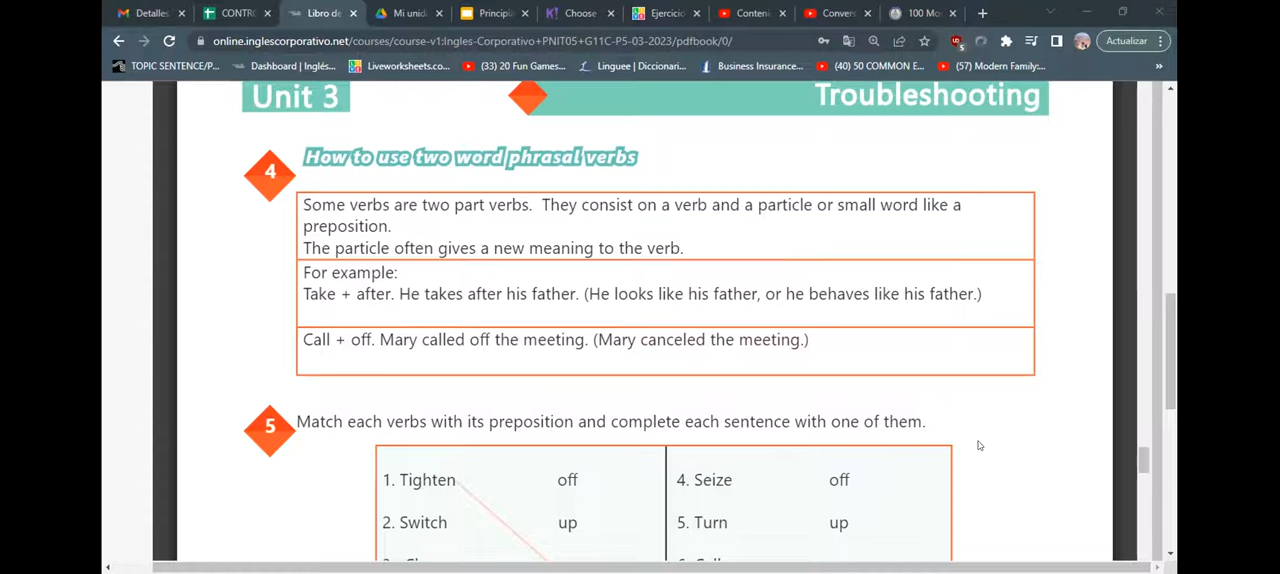 Detalles
CONTRO
Libro de
Mi unid
Principi
Choose
Ejercicio
Conteni
Convers
100 Mo
online.inglescorporativo.net/courses/course-v1:Ingles-Corporativo+PNIT05+G11C-P5-03-2023/pdfbook/0/
5
Actualizar
TOPIC SENTENCE/P...
Dashboard | Inglés...
Liveworksheets.co...
(33) 20 Fun Games...
Linguee | Diccionari...
Business Insurance...
(40) 50 COMMON E...
(57) Modern Family:...
»
Unit 3
Troubleshooting
4
How to use two word phrasal verbs
Some verbs are two part verbs. They consist on a verb and a particle or small word like a
preposition.
The particle often gives a new meaning to the verb.
For example:
Take + after. He takes after his father. (He looks like his father, or he behaves like his father.)
Call + off. Mary called off the meeting. (Mary canceled the meeting.)
5
Match each verbs with its preposition and complete each sentence with one of them.
1. Tighten off
4. Seize off
2. Switch up
5. Turn up